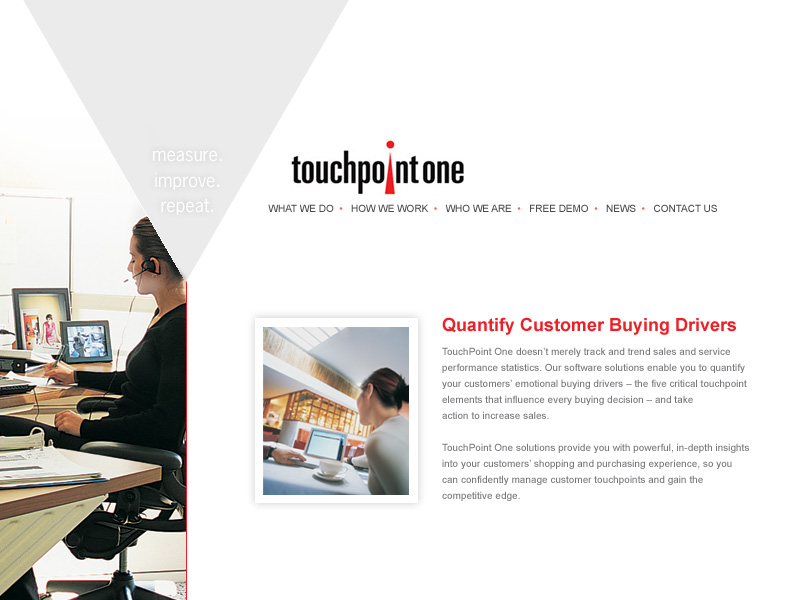 measure.
improve.
repeat.
touchpoint one
WHAT WE DO • HOW WE WORK • WHO WE ARE • FREE DEMO • NEWS • CONTACT US
Quantify Customer Buying Drivers
TouchPoint One doesn’t merely track and trend sales and service
performance statistics. Our software solutions enable you to quantify
your customers’ emotional buying drivers – the five critical touchpoint
elements that influence every buying decision – and take
action to increase sales.
TouchPoint One solutions provide you with powerful, in-depth insights
into your customers’ shopping and purchasing experience, so you
can confidently manage customer touchpoints and gain the
competitive edge.